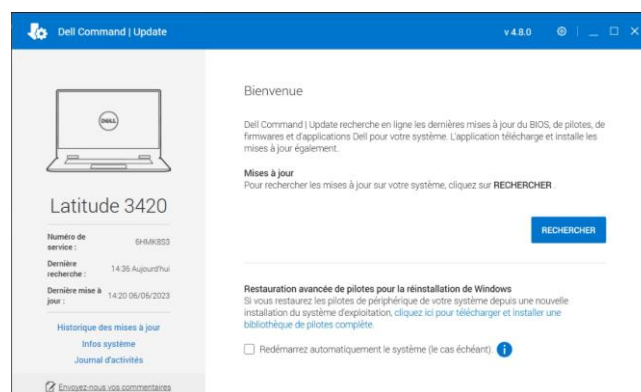 Dell Command | Update
v 4.8.0
DELL
Latitude 3420
Numéro de
service :
6HMK8S3
Dernière
recherche :
14:36 Aujourd'hui
Dernière mise à
jour :
14:20 06/06/2023
Historique des mises à jour
Infos système
Journal d'activités
Envoyez-nous vos commentaires
Bienvenue
Dell Command | Update recherche en ligne les dernières mises à jour du BIOS, de pilotes, de
firmwares et d'applications Dell pour votre système. L'application télécharge et installe les
mises à jour également.
Mises à jour
Pour rechercher les mises à jour sur votre système, cliquez sur RECHERCHER .
RECHERCHER
Restauration avancée de pilotes pour la réinstallation de Windows
Si vous restaurez les pilotes de périphérique de votre système depuis une nouvelle
installation du système d'exploitation, cliquez ici pour télécharger et installer une
bibliothèque de pilotes complète.
Redémarrez automatiquement le système (le cas échéant).